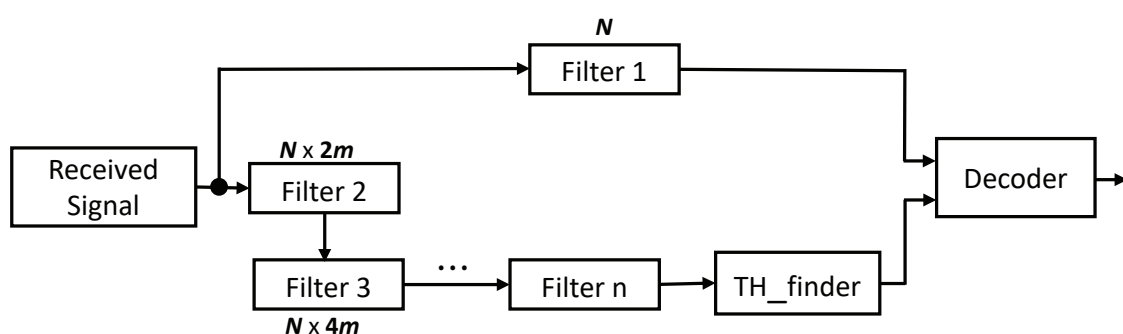 N
Filter 1
Received
Signal
N x 2m
Filter 2
Decoder
Filter 3
...
Filter n
TH_finder
N x 4m